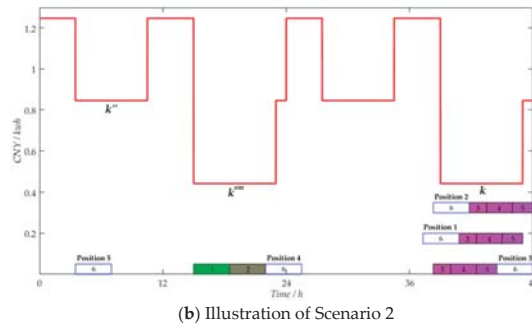 1.2
1
0.8
0.6
0.4
0.2
CNY / kwh
k''
k''''
k
Position 2
6 3 4 5
Position 1
6 3 4 5
Position 5
6
1 2 6
Position 4
3 4 5 6
Position 3
0 12 24 36 48
Time / h
(b) Illustration of Scenario 2